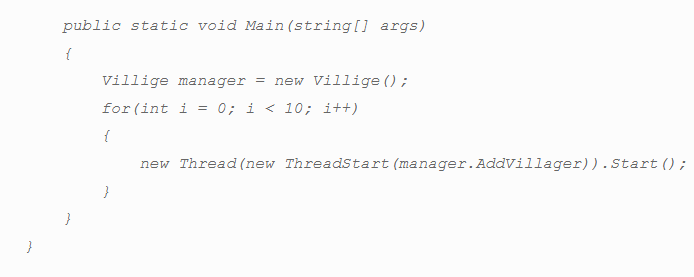 public static void Main(string[] args)
{
Villige manager = new Villige();
for(int i = 0; i < 10; i++)
{
new Thread(new ThreadStart(manager.AddVillager)).Start();
}
}
}